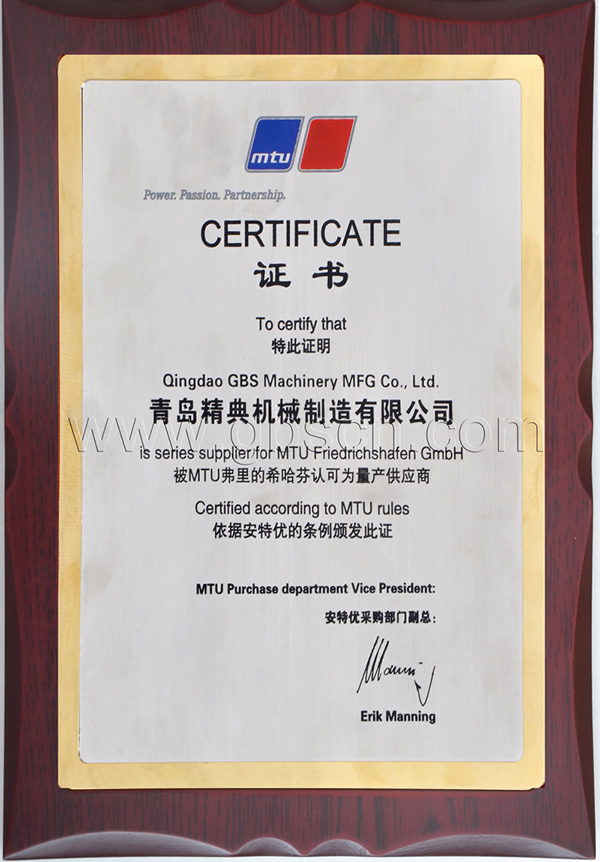 mtu
Power. Passion. Partnership.
CERTIFICATE
证书
To certify that
特此证明
Qingdao GBS Machinery MFG Co., Ltd.
青岛精典机械制造有限公司
www.gbscn.com
is series supplier for MTU Friedrichshafen GmbH
被MTU弗里的希哈芬认可为量产供应商
Certified according to MTU rules
依据安特优的条例颁发此证
MTU Purchase department Vice President:
安特优采购部门副总:
Manning
Erik Manning